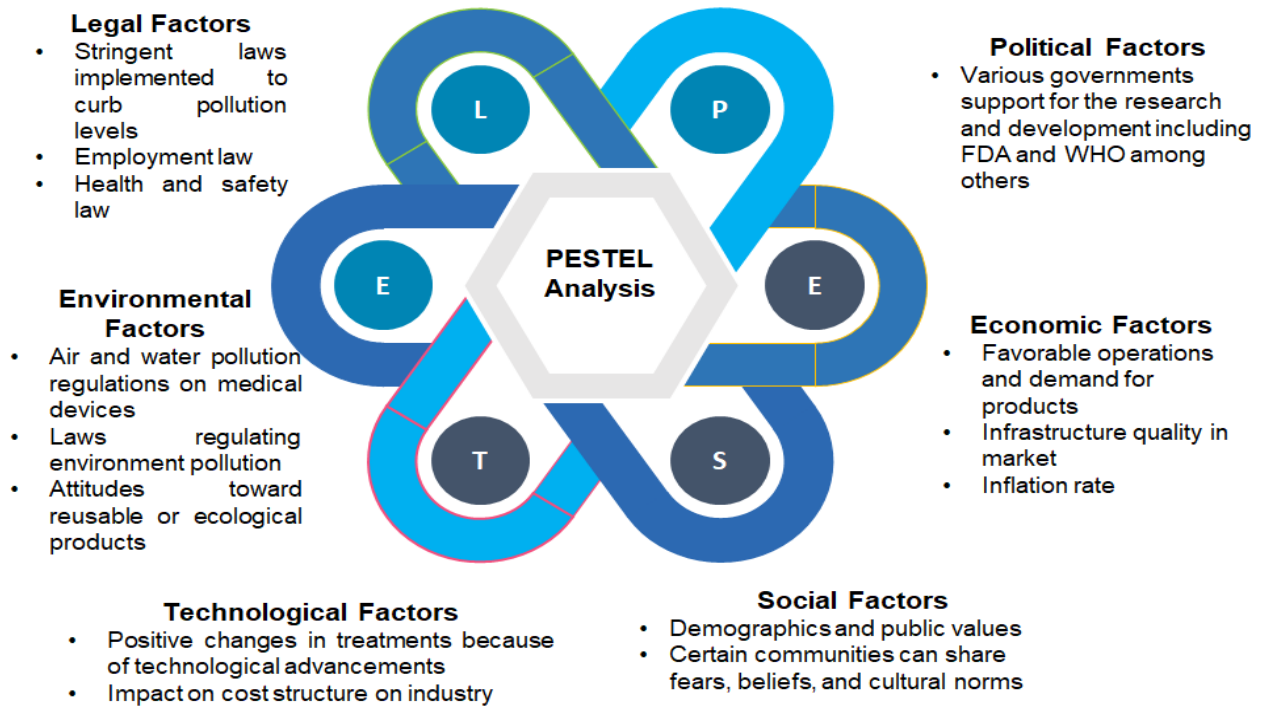 Legal Factors
• Stringent laws
implemented to
curb pollution
levels
• Employment law
• Health and safety
law
L
P
Political Factors
• Various governments
support for the research
and development including
FDA and WHO among
others
E
PESTEL
Analysis
E
Environmental
Factors
• Air and water pollution
regulations on medical
devices
• Laws regulating
environment pollution
• Attitudes toward
reusable or ecological
products
Economic Factors
• Favorable operations
and demand for
products
• Infrastructure quality in
market
• Inflation rate
T
S
Technological Factors
• Positive changes in treatments because
of technological advancements
• Impact on cost structure on industry
Social Factors
• Demographics and public values
• Certain communities can share
fears, beliefs, and cultural norms